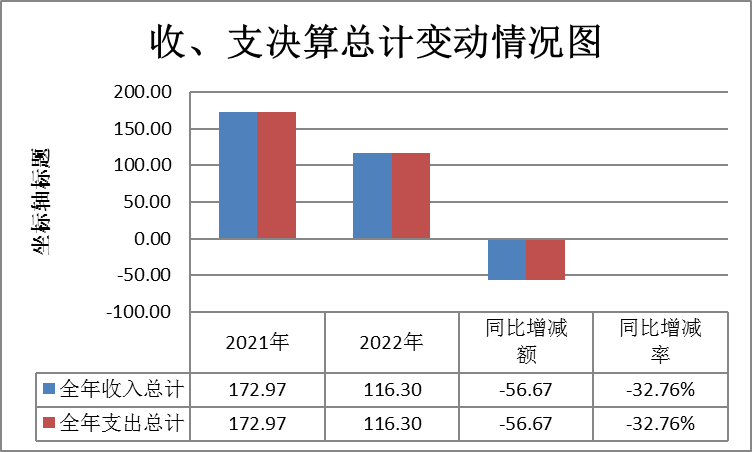 收、支决算总计变动情况图
坐标轴标题
200.00
150.00
100.00
50.00
0.00
-50.00
-100.00
2021年 2022年 同比增减额 同比增减率
全年收入总计 172.97 116.30 -56.67 -32.76%
全年支出总计 172.97 116.30 -56.67 -32.76%